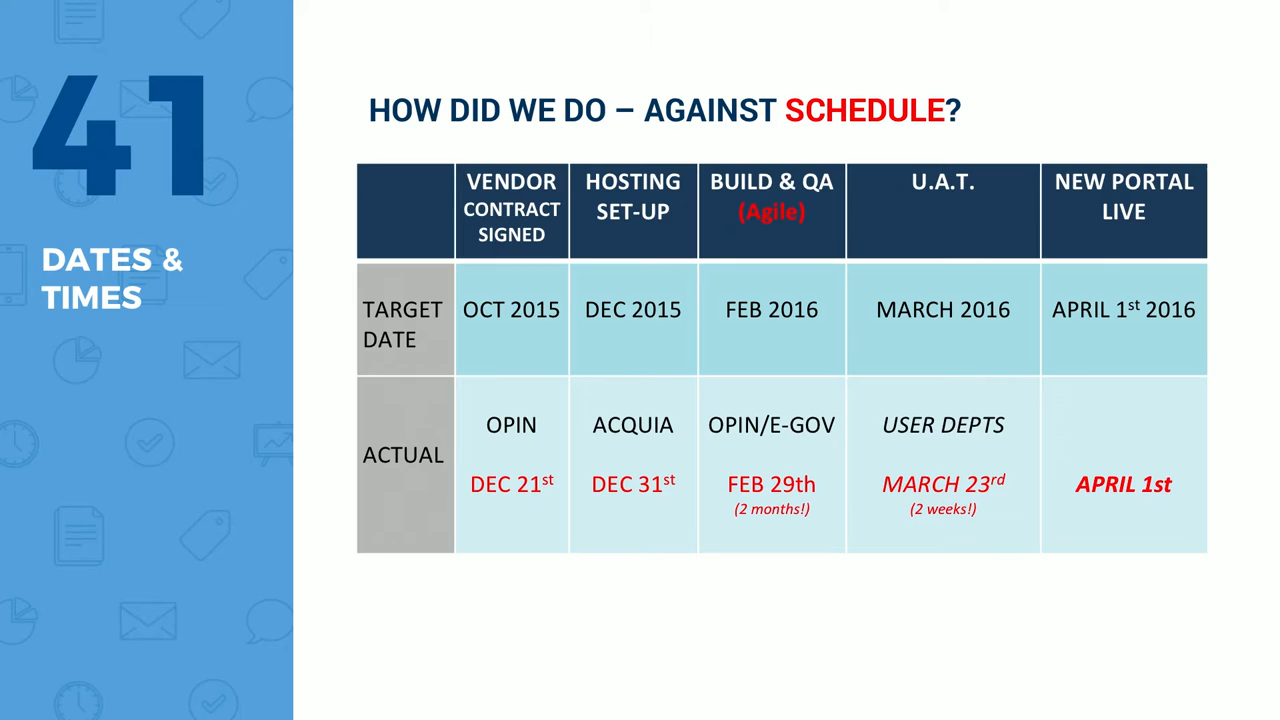 41
DATES &
TIMES
HOW DID WE DO – AGAINST SCHEDULE?
VENDOR
CONTRACT
SIGNED
HOSTING
SET-UP
BUILD & QA
(Agile)
U.A.T.
NEW PORTAL
LIVE
TARGET
DATE
OCT 2015
DEC 2015
FEB 2016
MARCH 2016
APRIL 1st 2016
ACTUAL
OPIN
DEC 21st
ACQUIA
DEC 31st
OPIN/E-GOV
FEB 29th
(2 months!)
USER DEPTS
MARCH 23rd
(2 weeks!)
APRIL 1st